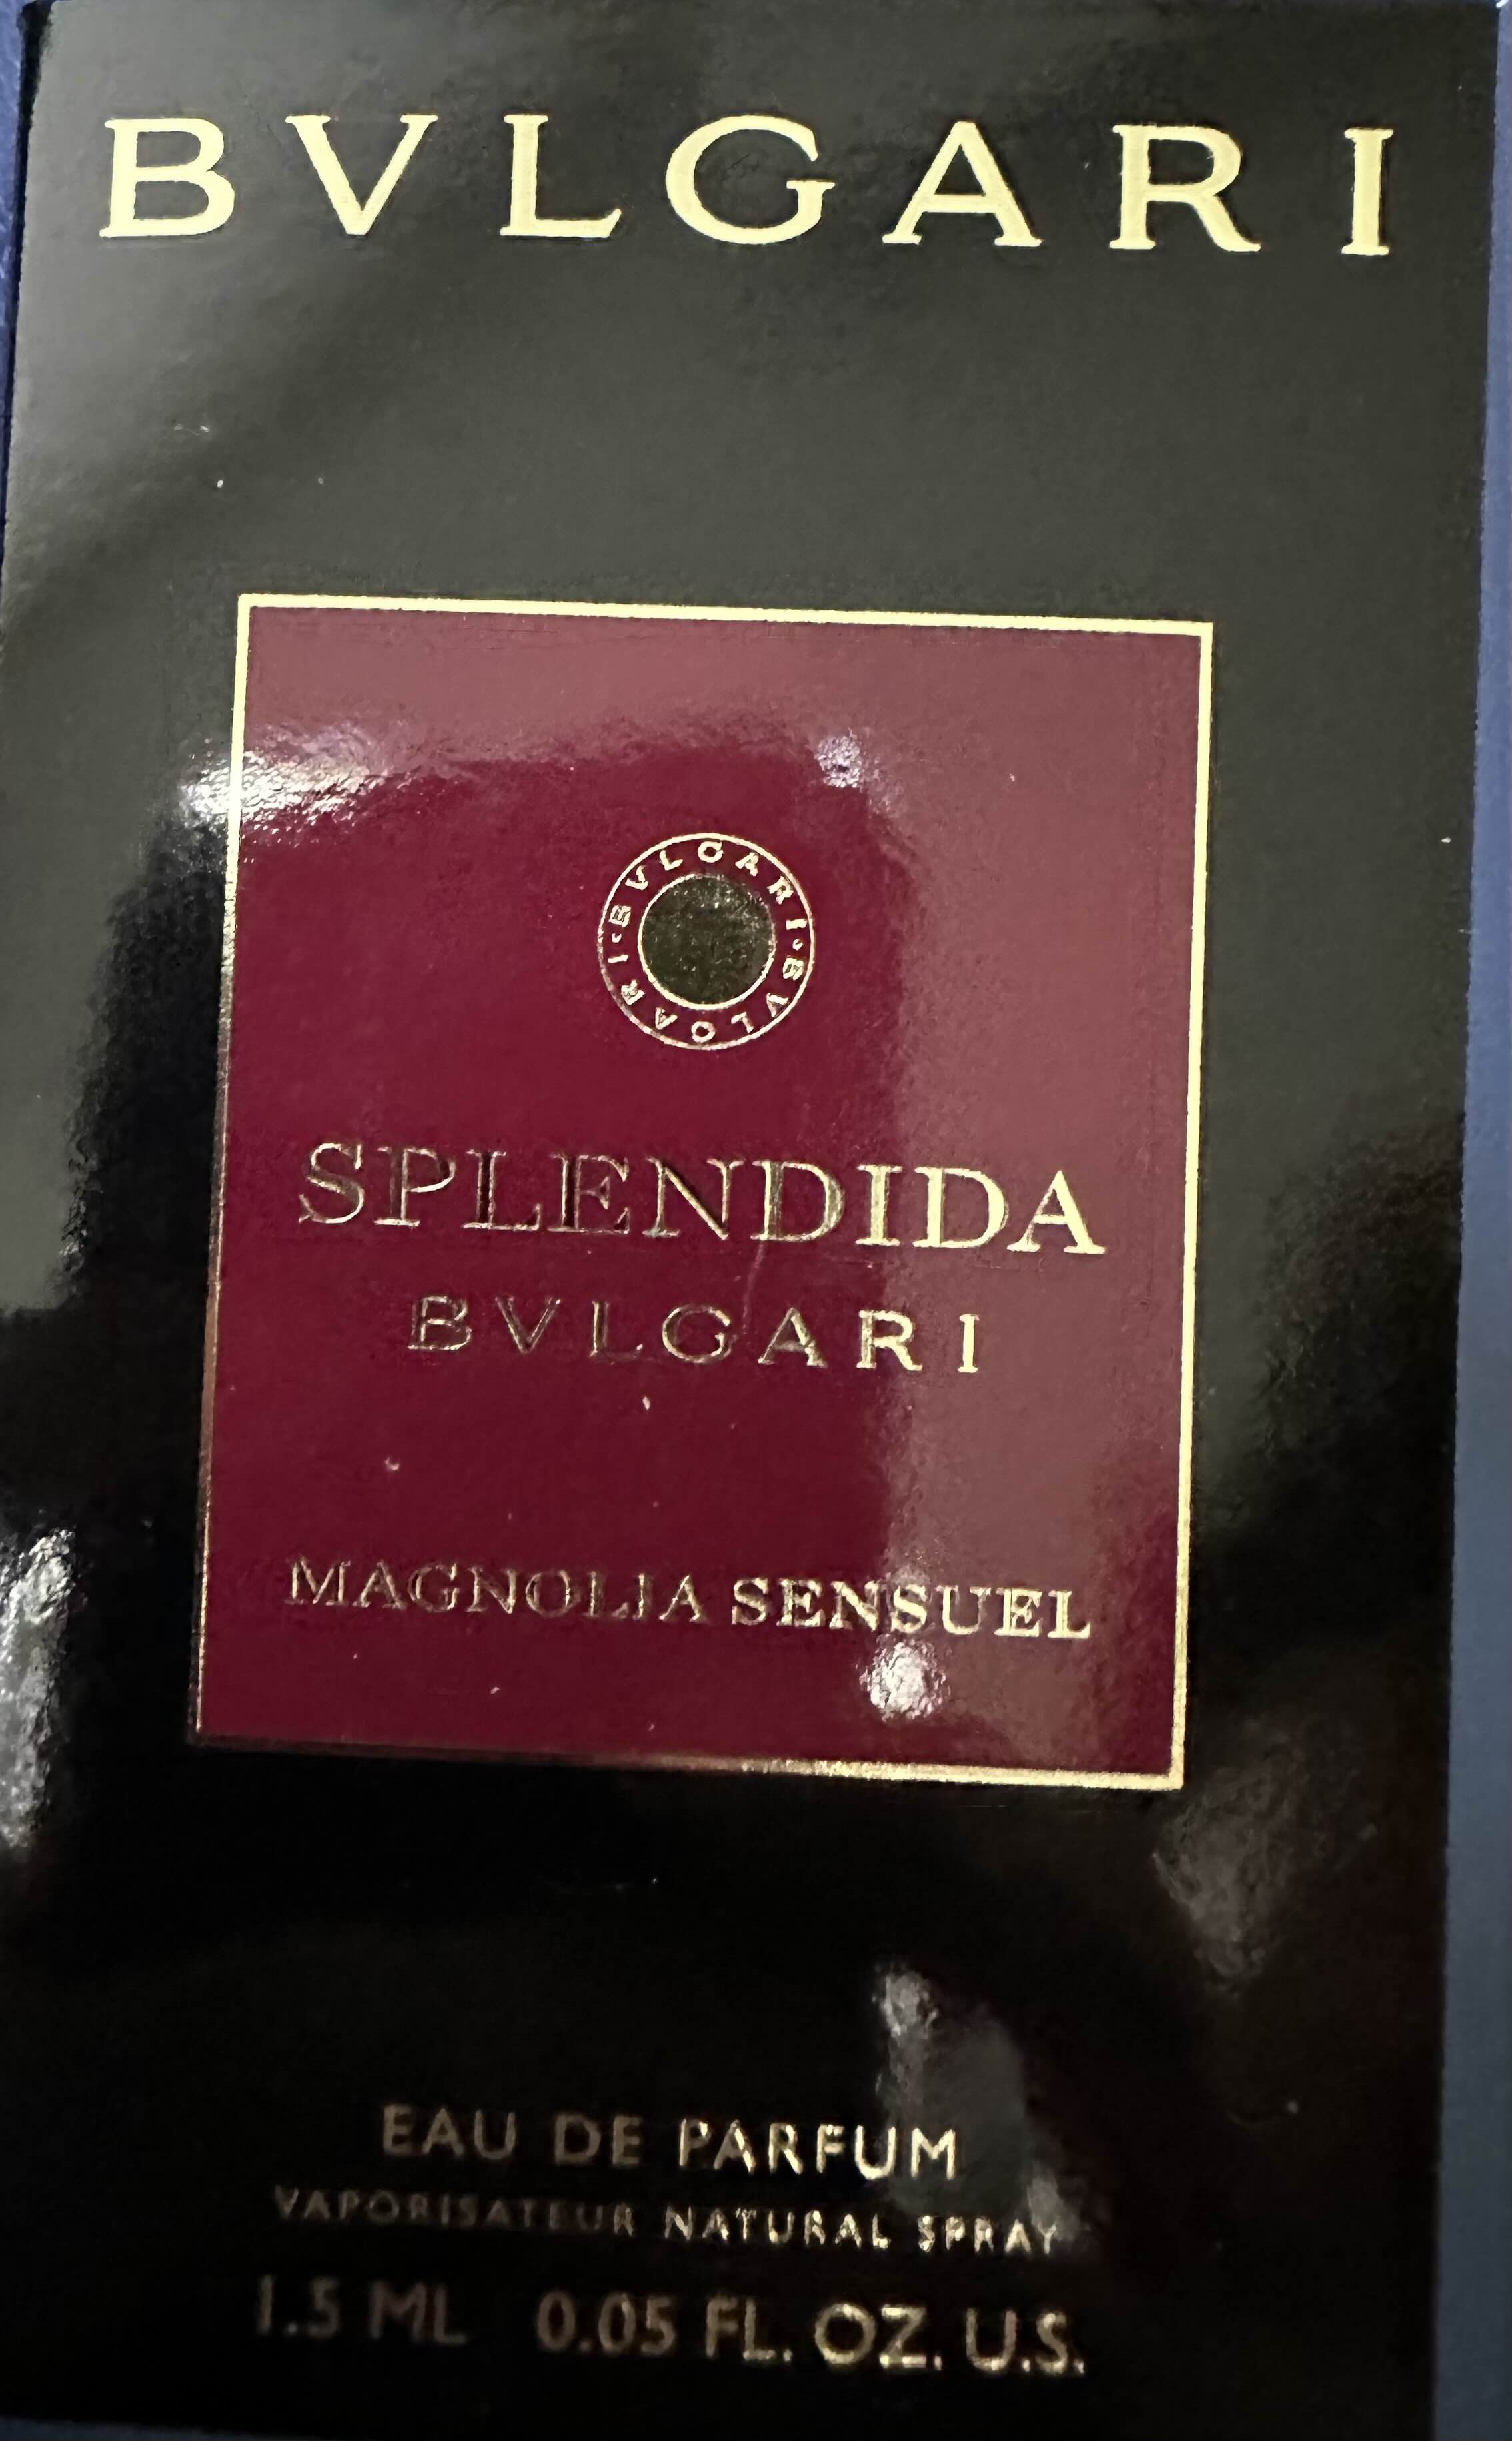 BVLGARI
BVLGARI·BVLGARI·
SPLENDIDA
BVLGARI
MAGNOLIA SENSUEL
EAU DE PARFUM
VAPORISATEUR NATURAL SPRAY
1.5 ML 0.05 FL. OZ. U.S.